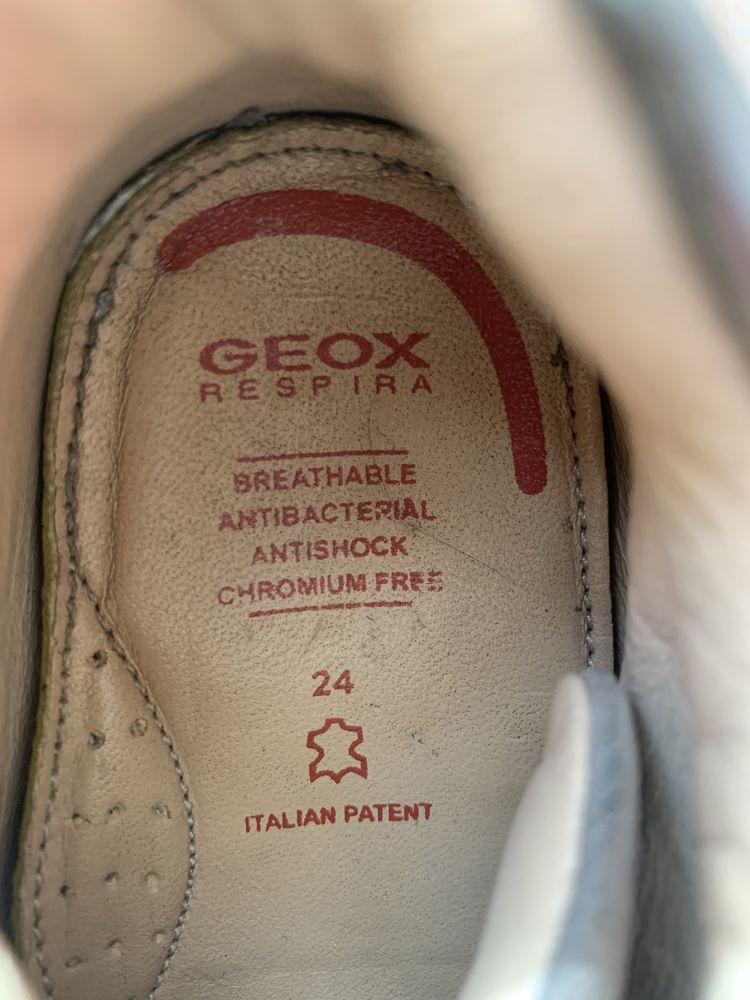 GEOX
RESPIRA
BREATHABLE
ANTIBACTERIAL
ANTISHOCK
CHROMIUM FREE
24
ITALIAN PATENT